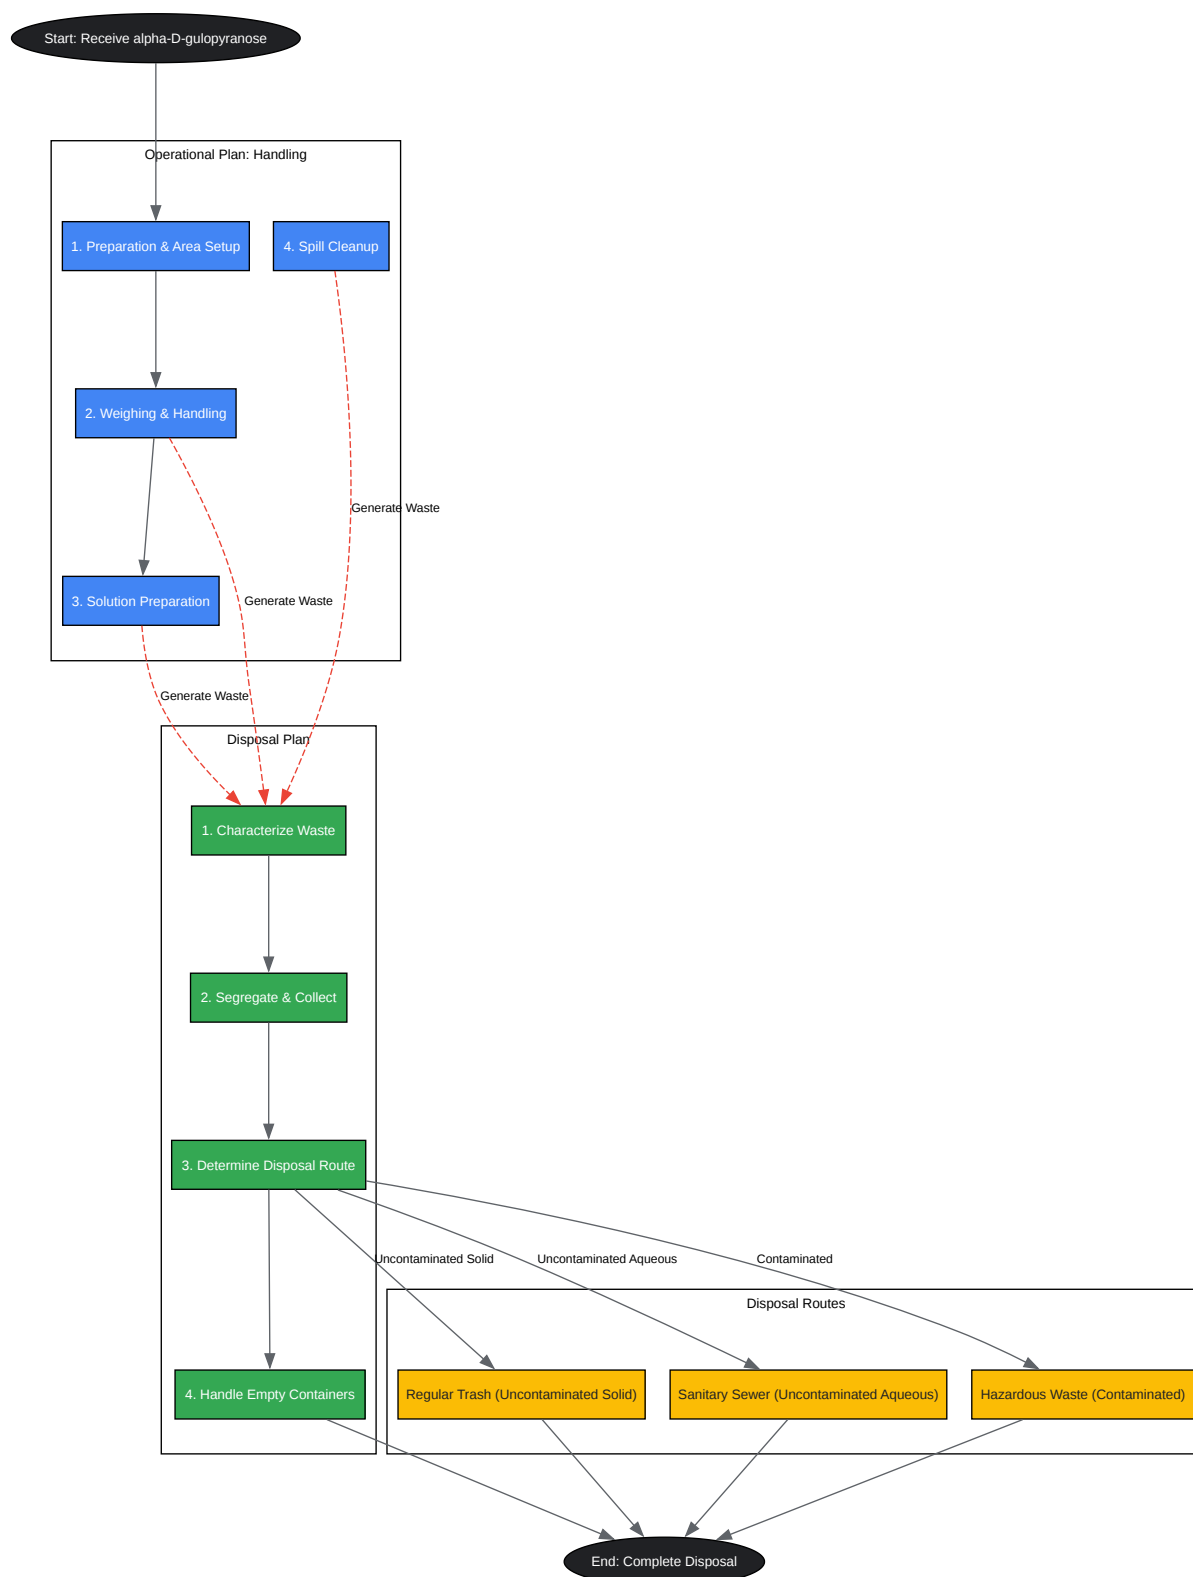 Start: Receive alpha-D-gulopyranose
Operational Plan: Handling
1. Preparation & Area Setup
4. Spill Cleanup
2. Weighing & Handling
Generate Waste
3. Solution Preparation
Generate Waste
Generate Waste
Disposal Plan
1. Characterize Waste
2. Segregate & Collect
3. Determine Disposal Route
Uncontaminated Solid
Uncontaminated Aqueous
Contaminated
Disposal Routes
4. Handle Empty Containers
Regular Trash (Uncontaminated Solid)
Sanitary Sewer (Uncontaminated Aqueous)
Hazardous Waste (Contaminated)
End: Complete Disposal